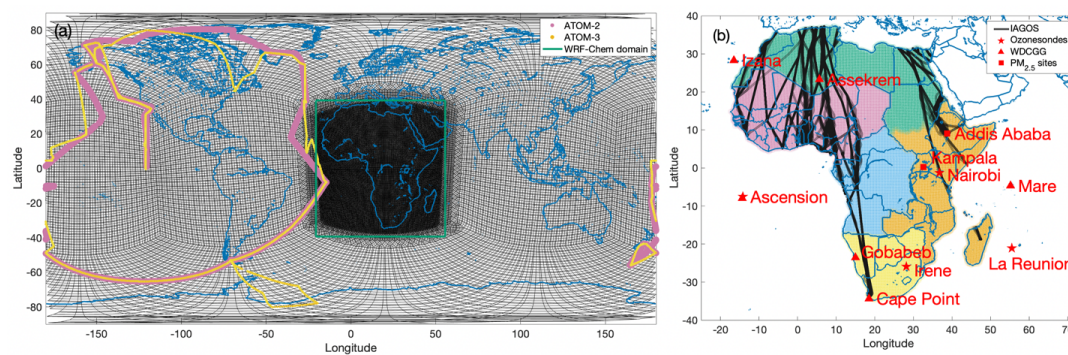 (a)
ATOM-2
ATOM-3
WRF-Chem domain
80
60
40
20
0
-20
-40
-60
-80
Latitude
-150
-100
-50
0
50
100
150
Longitude
(b)
IAGOS
Ozonesondes
WDCGG
PM2.5 sites
40
30
20
10
0
-10
-20
-30
-40
Latitude
Izana
Assekrem
Addis Ababa
Kampala
Nairobi
Mare
Ascension
Gobabeb
Irene
La Reunion
Cape Point
-20
-10
0
10
20
30
40
50
60
70
Longitude